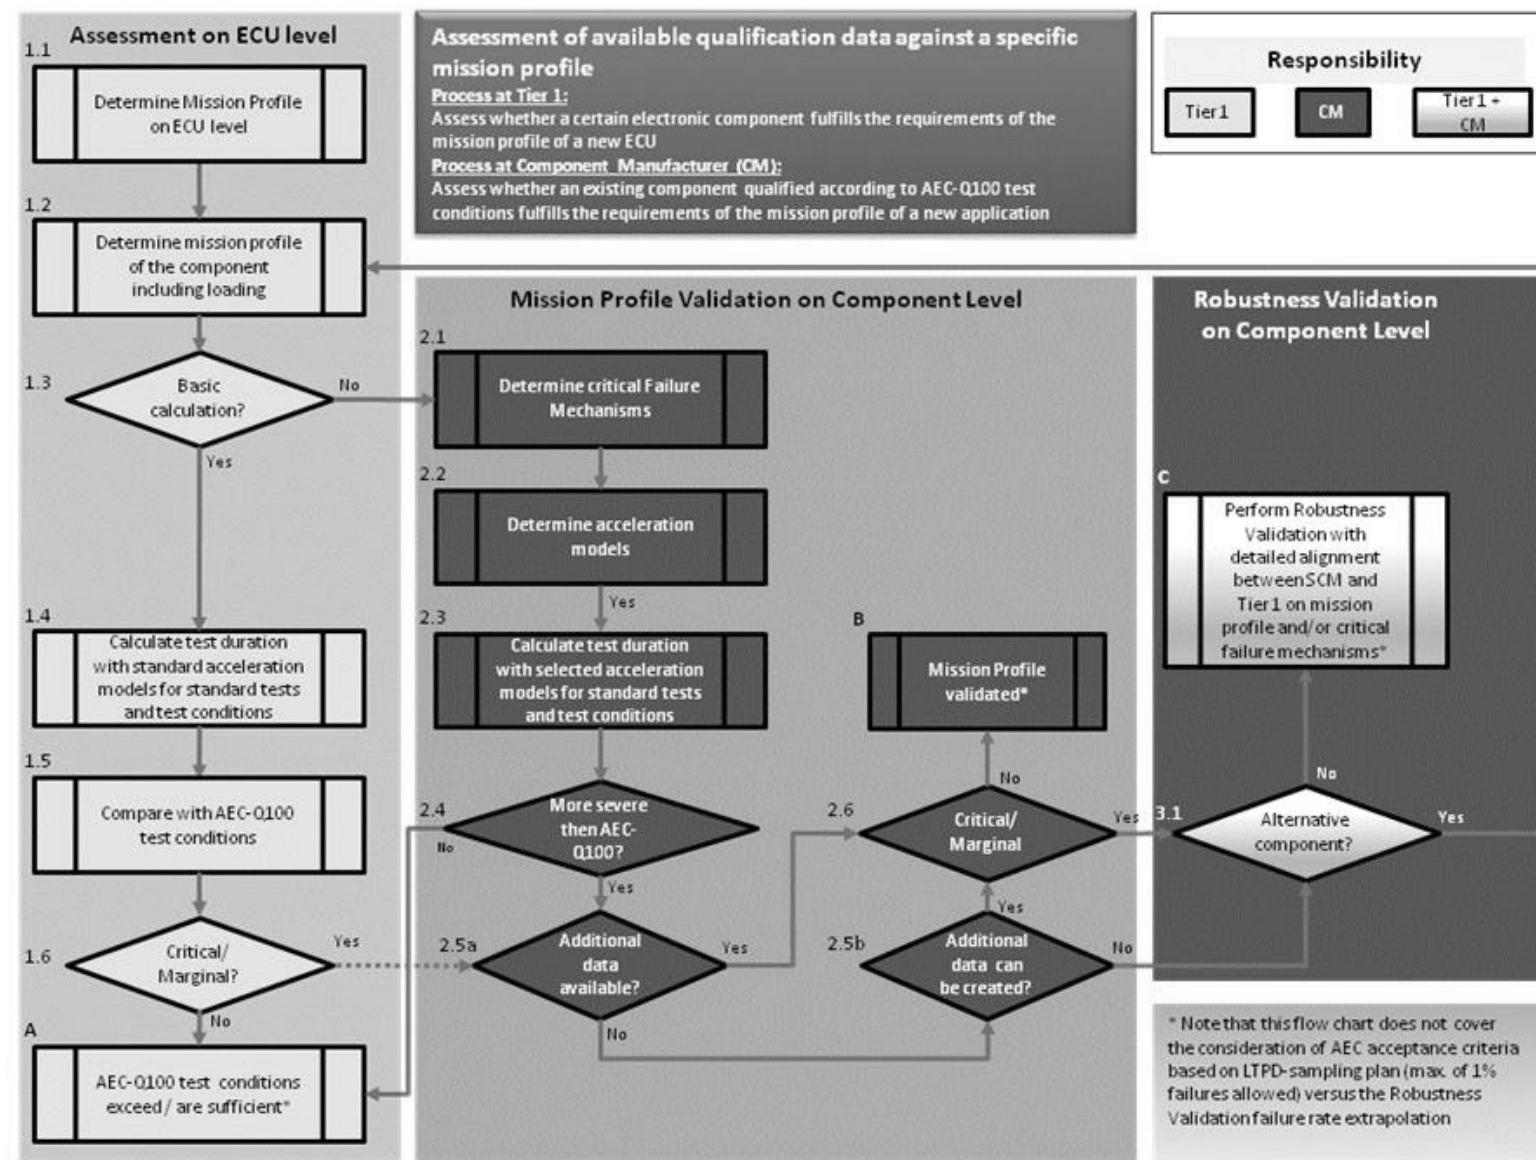 Assessment on ECU level
1.1
Determine Mission Profile
on ECU level
1.2
Determine mission profile
of the component
including loading
1.3
Basic
calculation?
No
Yes
1.4
Calculate test duration
with standard acceleration
models for standard tests
and test conditions
1.5
Compare with AEC-Q100
test conditions
1.6
Critical/
Marginal?
Yes
No
A
AEC-Q100 test conditions
exceed / are sufficient*
Assessment of available qualification data against a specific
mission profile
Process at Tier 1:
Assess whether a certain electronic component fulfills the requirements of the
mission profile of a new ECU
Process at Component Manufacturer (CM):
Assess whether an existing component qualified according to AEC-Q100 test
conditions fulfills the requirements of the mission profile of a new application
Responsibility
Tier1
CM
Tier1 +
CM
Mission Profile Validation on Component Level
2.1
Determine critical Failure
Mechanisms
2.2
Determine acceleration
models
Yes
2.3
Calculate test duration
with selected acceleration
models for standard tests
and test conditions
2.4
More severe
then AEC-
Q100?
No
Yes
2.5a
Additional
data
available?
Yes
No
B
Mission Profile
validated*
No
2.6
Critical/
Marginal
Yes
Yes
2.5b
Additional
data can
be created?
No
Robustness Validation
on Component Level
C
Perform Robustness
Validation with
detailed alignment
between SCM and
Tier1 on mission
profile and/or critical
failure mechanisms*
No
3.1
Alternative
component?
Yes
* Note that this flow chart does not cover
the consideration of AEC acceptance criteria
based on LTPD-sampling plan (max. of 1%
failures allowed) versus the Robustness
Validation failure rate extrapolation